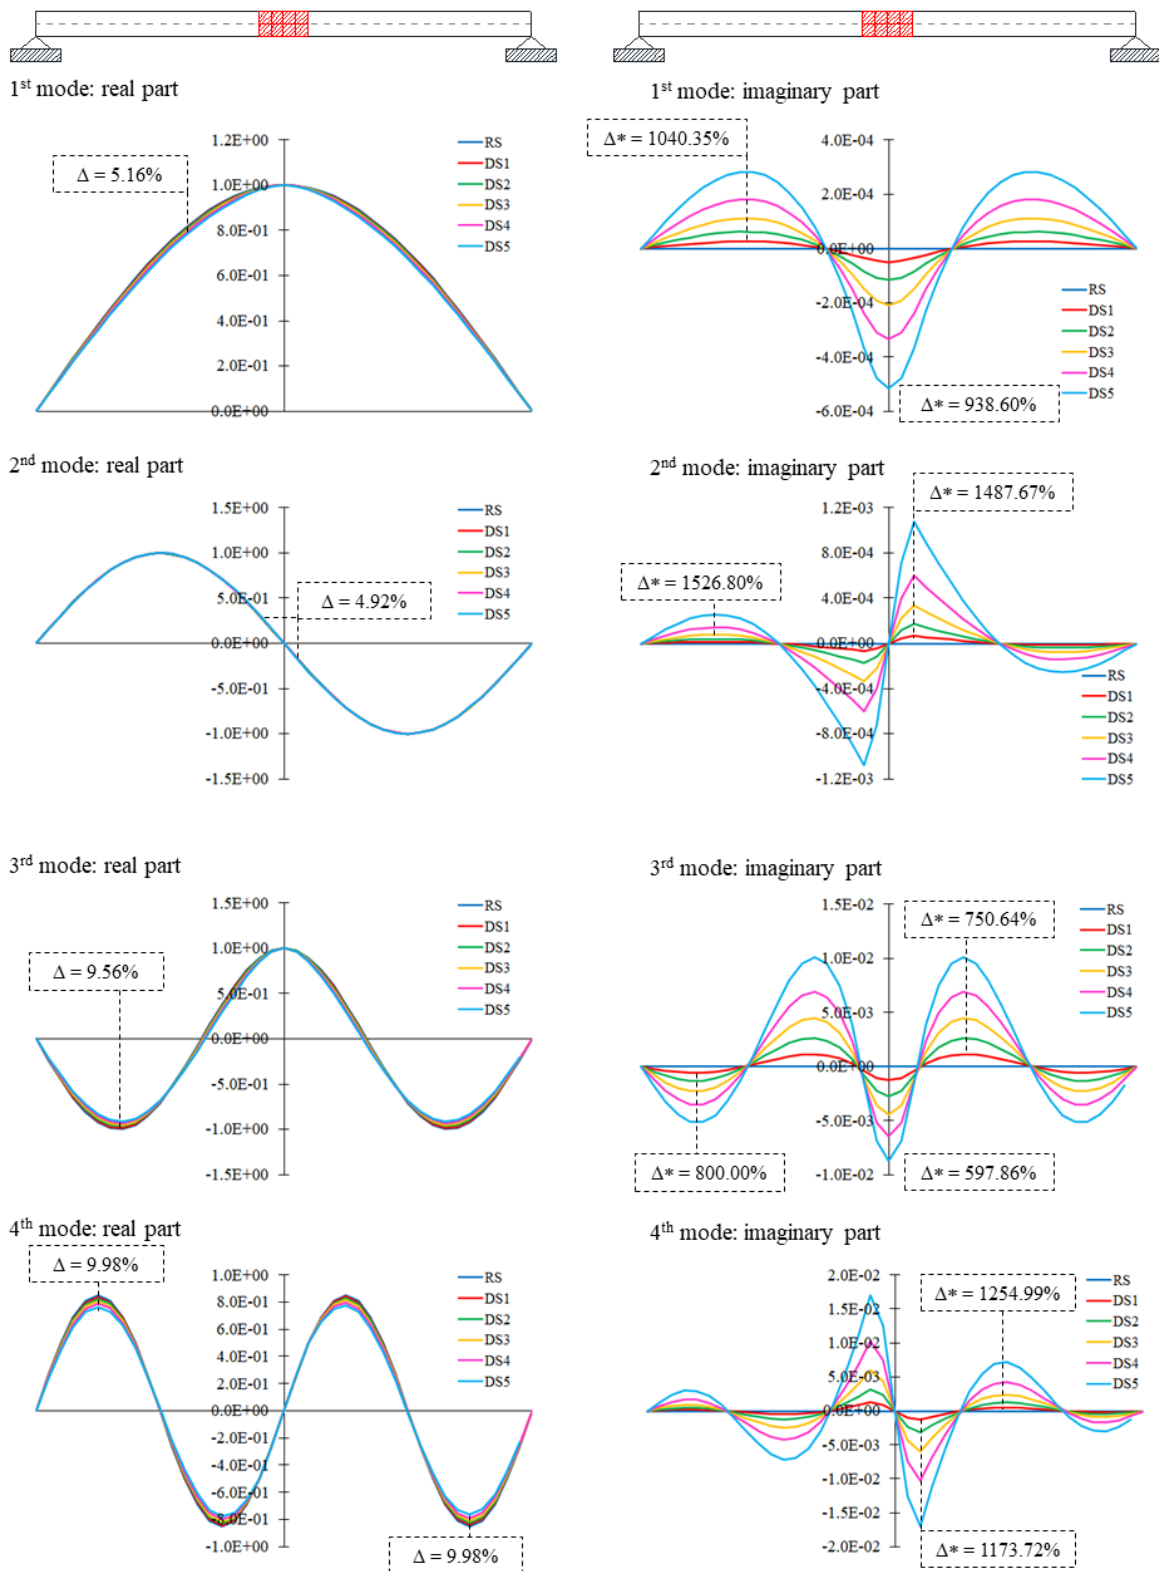 1st mode: real part
Δ = 5.16%
1.2E+00
1.0E+00
8.0E-01
6.0E-01
4.0E-01
2.0E-01
0.0E+00
RS
DS1
DS2
DS3
DS4
DS5
1st mode: imaginary part
Δ* = 1040.35%
4.0E-04
2.0E-04
0.0E+00
-2.0E-04
-4.0E-04
-6.0E-04
RS
DS1
DS2
DS3
DS4
DS5
Δ* = 938.60%
2nd mode: real part
1.5E+00
1.0E+00
5.0E-01
0.0E+00
-5.0E-01
-1.0E+00
-1.5E+00
RS
DS1
DS2
DS3
DS4
DS5
Δ = 4.92%
2nd mode: imaginary part
Δ* = 1487.67%
Δ* = 1526.80%
1.2E-03
8.0E-04
4.0E-04
0.0E+00
-4.0E-04
-8.0E-04
-1.2E-03
RS
DS1
DS2
DS3
DS4
DS5
3rd mode: real part
Δ = 9.56%
1.5E+00
1.0E+00
5.0E-01
0.0E+00
-5.0E-01
-1.0E+00
-1.5E+00
RS
DS1
DS2
DS3
DS4
DS5
3rd mode: imaginary part
1.5E-02
1.0E-02
5.0E-03
0.0E+00
-5.0E-03
-1.0E-02
Δ* = 750.64%
RS
DS1
DS2
DS3
DS4
DS5
Δ* = 800.00%
Δ* = 597.86%
4th mode: real part
Δ = 9.98%
1.0E+00
8.0E-01
6.0E-01
4.0E-01
2.0E-01
0.0E+00
-2.0E-01
-4.0E-01
-6.0E-01
-8.0E-01
-1.0E+00
RS
DS1
DS2
DS3
DS4
DS5
Δ = 9.98%
4th mode: imaginary part
2.0E-02
1.5E-02
1.0E-02
5.0E-03
0.0E+00
-5.0E-03
-1.0E-02
-1.5E-02
-2.0E-02
Δ* = 1254.99%
RS
DS1
DS2
DS3
DS4
DS5
Δ* = 1173.72%